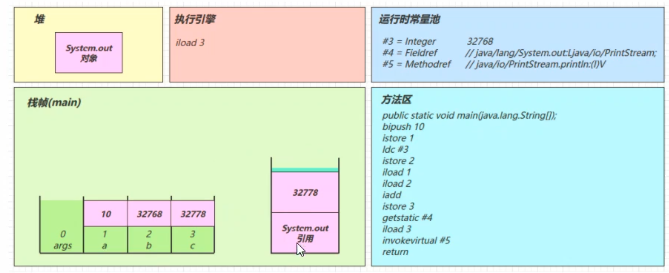 堆
System.out
对象
执行引擎
iload 3
运行时常量池
#3 = Integer 32768
#4 = Fieldref // java/lang/System.out:Ljava/io/PrintStream;
#5 = Methodref // java/io/PrintStream.println:(I)V
栈帧(main)
10 32768 32778
0 1 2 3
args a b c
32778
System.out
引用
方法区
public static void main(java.lang.String[]);
bipush 10
istore 1
ldc #3
istore 2
iload 1
iload 2
iadd
istore 3
getstatic #4
iload 3
invokevirtual #5
return